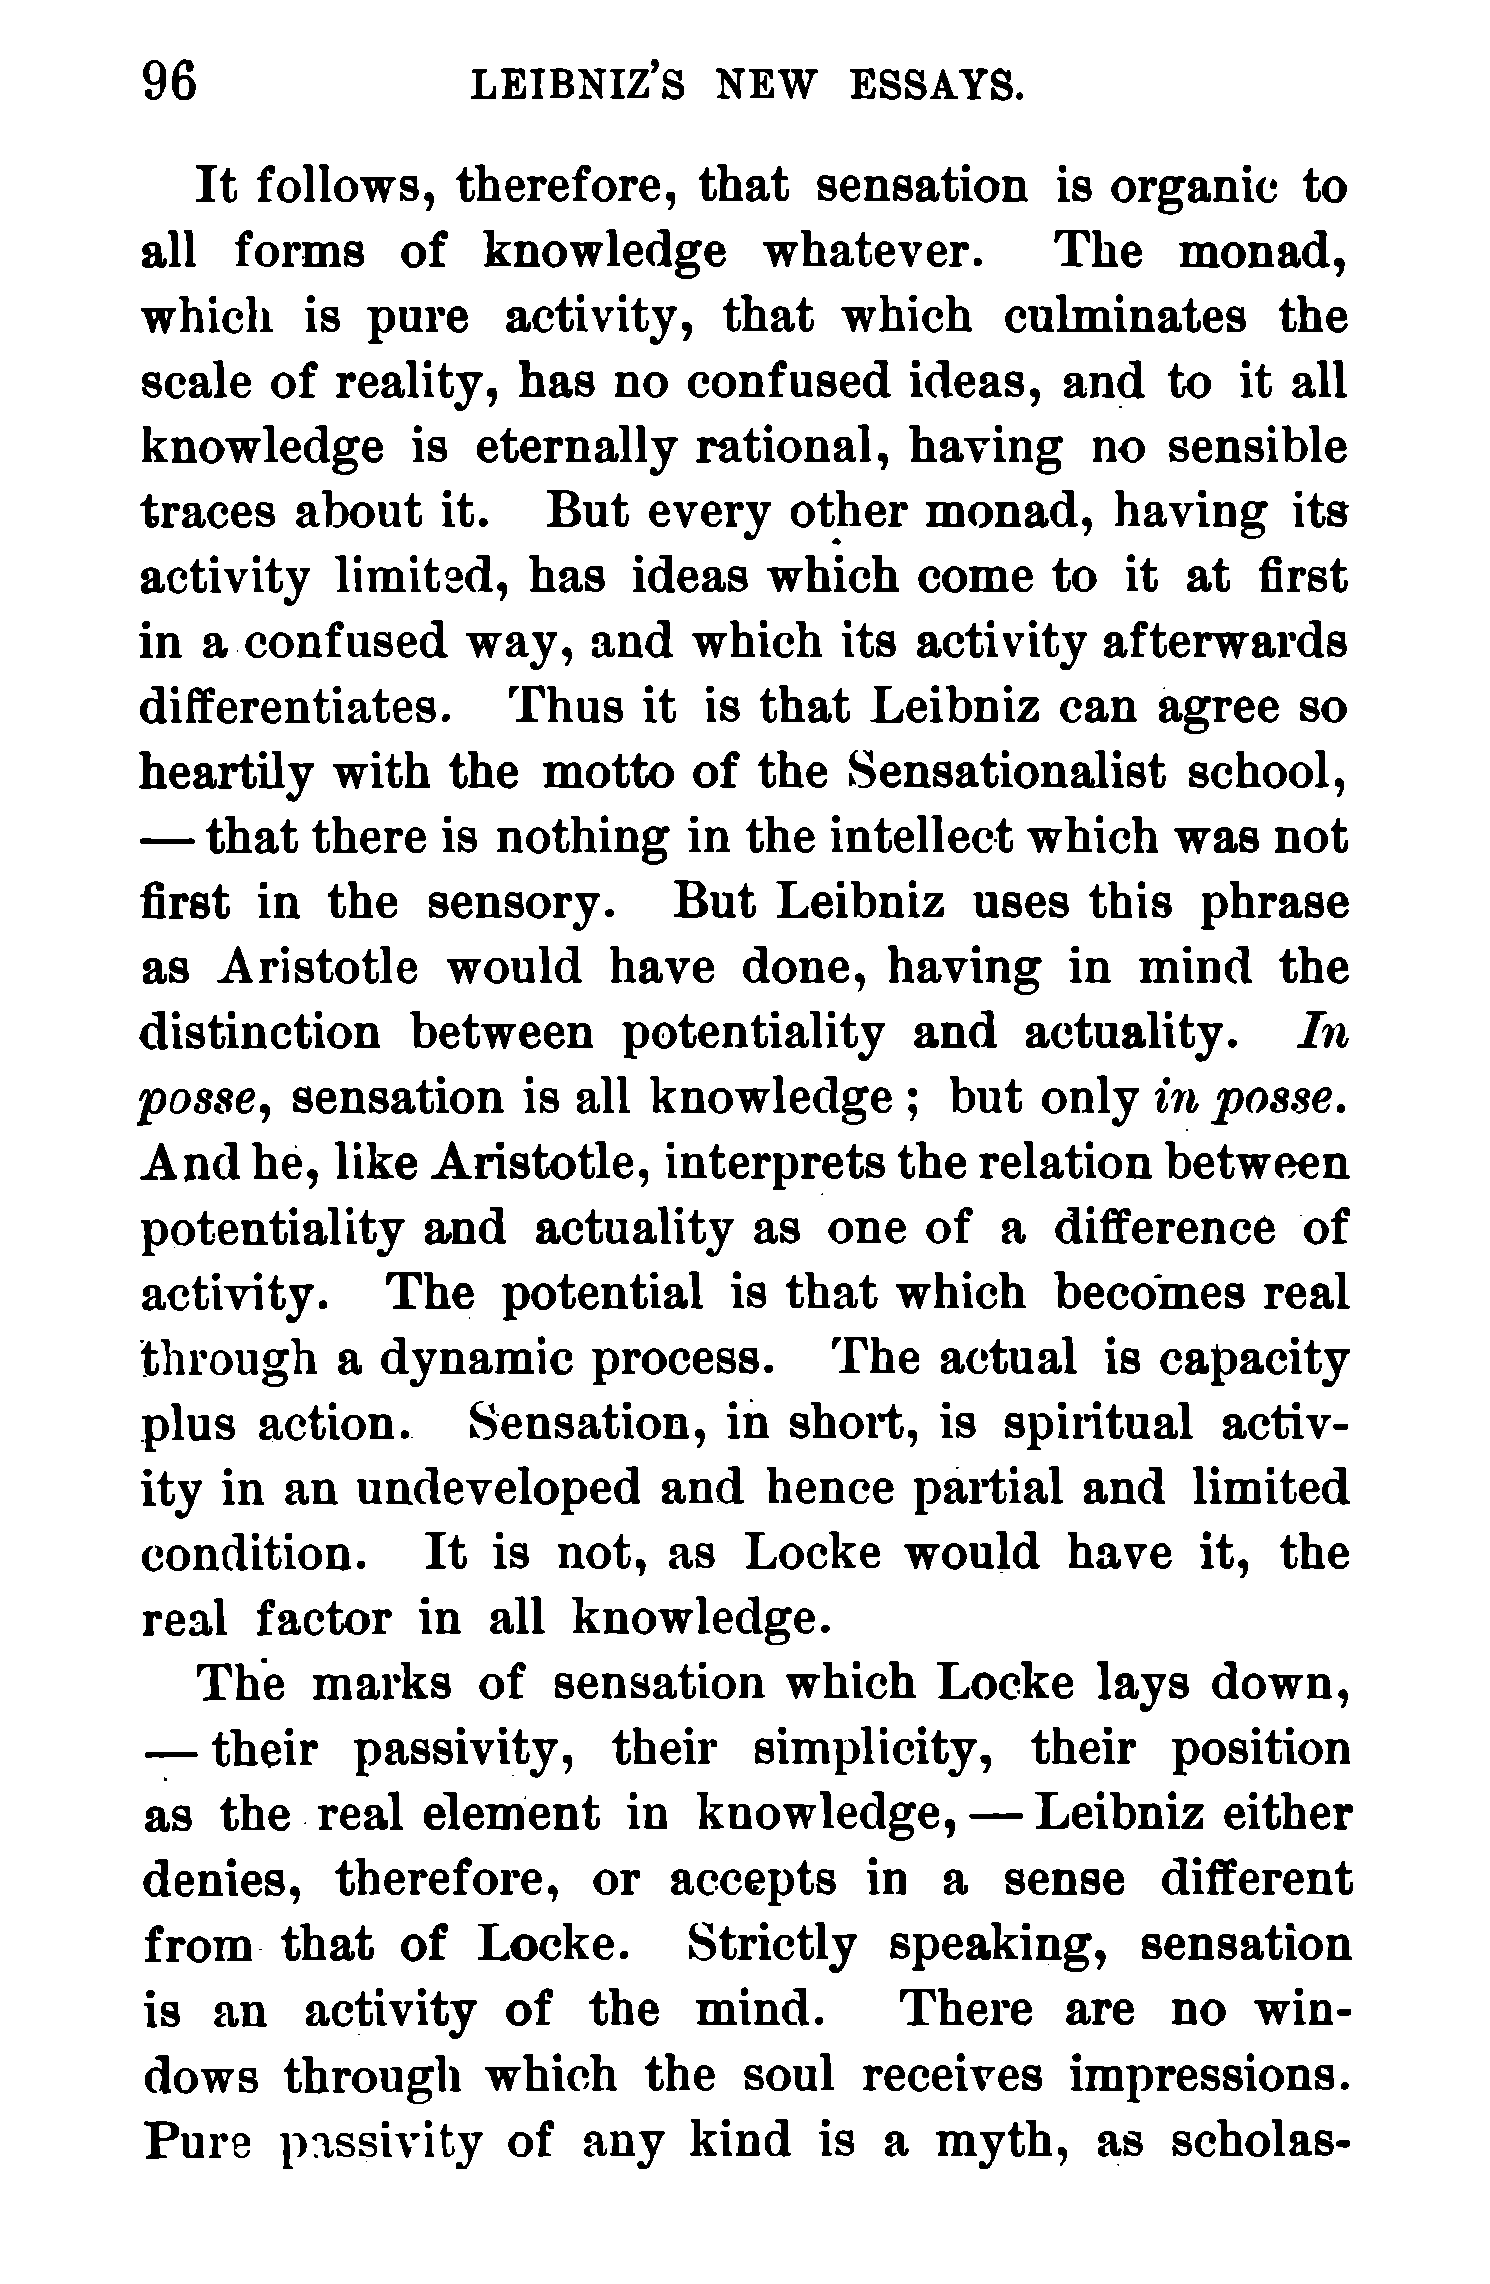 96 LEIBNIZ'S NEW ESSAYS.
It follows, therefore, that sensation is organic to
all forms of knowledge whatever. The monad,
which is pure activity, that which culminates the
scale of reality, has no confused ideas, and to it all
knowledge is eternally rational, having no sensible
traces about it. But every other monad, having its
activity limited, has ideas which come to it at first
in a confused way, and which its activity afterwards
differentiates. Thus it is that Leibniz can agree so
heartily with the motto of the Sensationalist school,
— that there is nothing in the intellect which was not
first in the sensory. But Leibniz uses this phrase
as Aristotle would have done, having in mind the
distinction between potentiality and actuality. In
posse, sensation is all knowledge ; but only in posse.
And he, like Aristotle, interprets the relation between
potentiality and actuality as one of a difference of
activity. The potential is that which becomes real
through a dynamic process. The actual is capacity
plus action. Sensation, in short, is spiritual activ-
ity in an undeveloped and hence partial and limited
condition. It is not, as Locke would have it, the
real factor in all knowledge.
The marks of sensation which Locke lays down,
— their passivity, their simplicity, their position
as the real element in knowledge, — Leibniz either
denies, therefore, or accepts in a sense different
from that of Locke. Strictly speaking, sensation
is an activity of the mind. There are no win-
dows through which the soul receives impressions.
Pure passivity of any kind is a myth, as scholas-